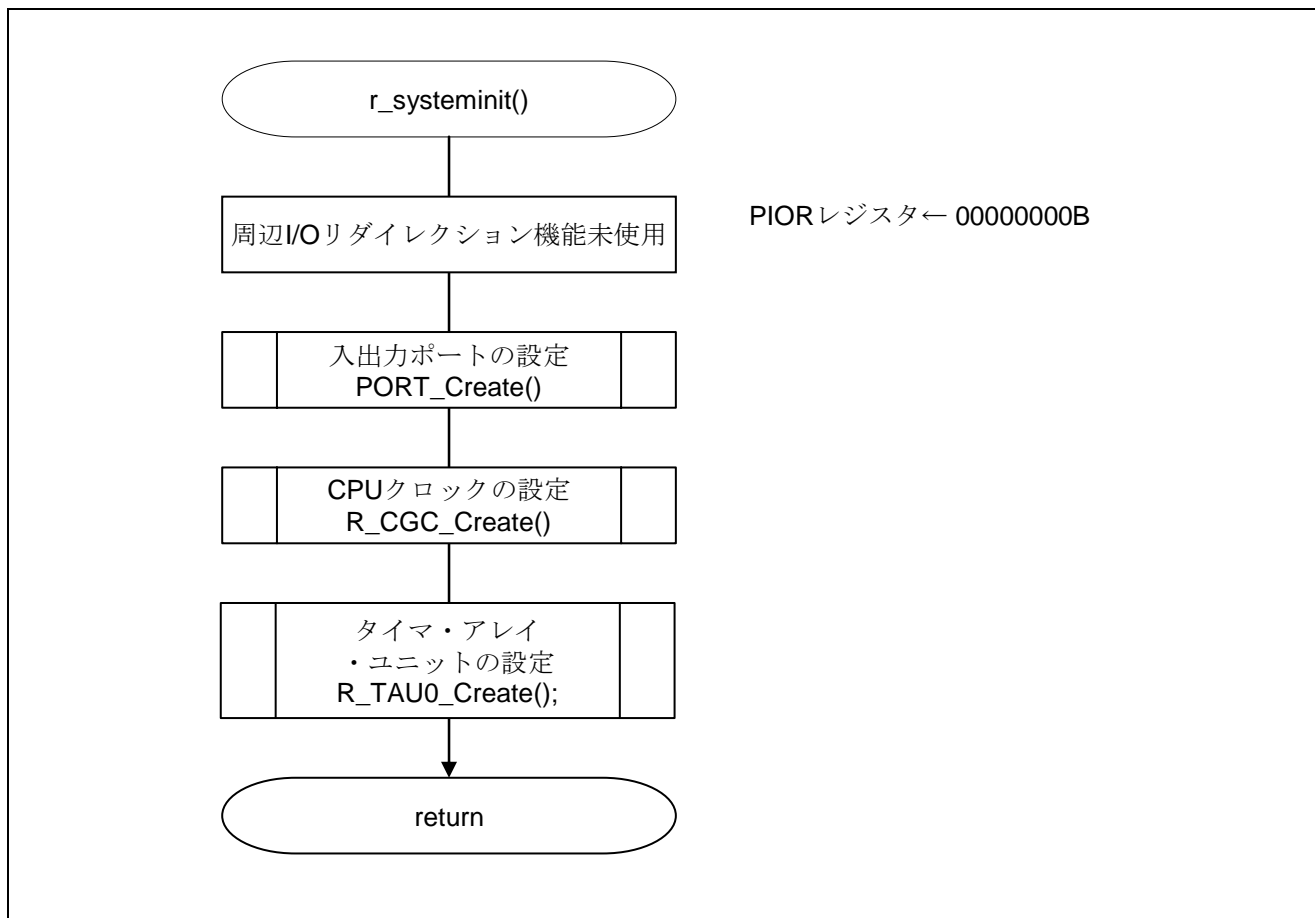 r_systeminit()
周辺I/Oリダイレクション機能未使用
PIORレジスタ← 00000000B
入出力ポートの設定
PORT_Create()
CPUクロックの設定
R_CGC_Create()
タイマ・アレイ
・ユニットの設定
R_TAU0_Create();
return